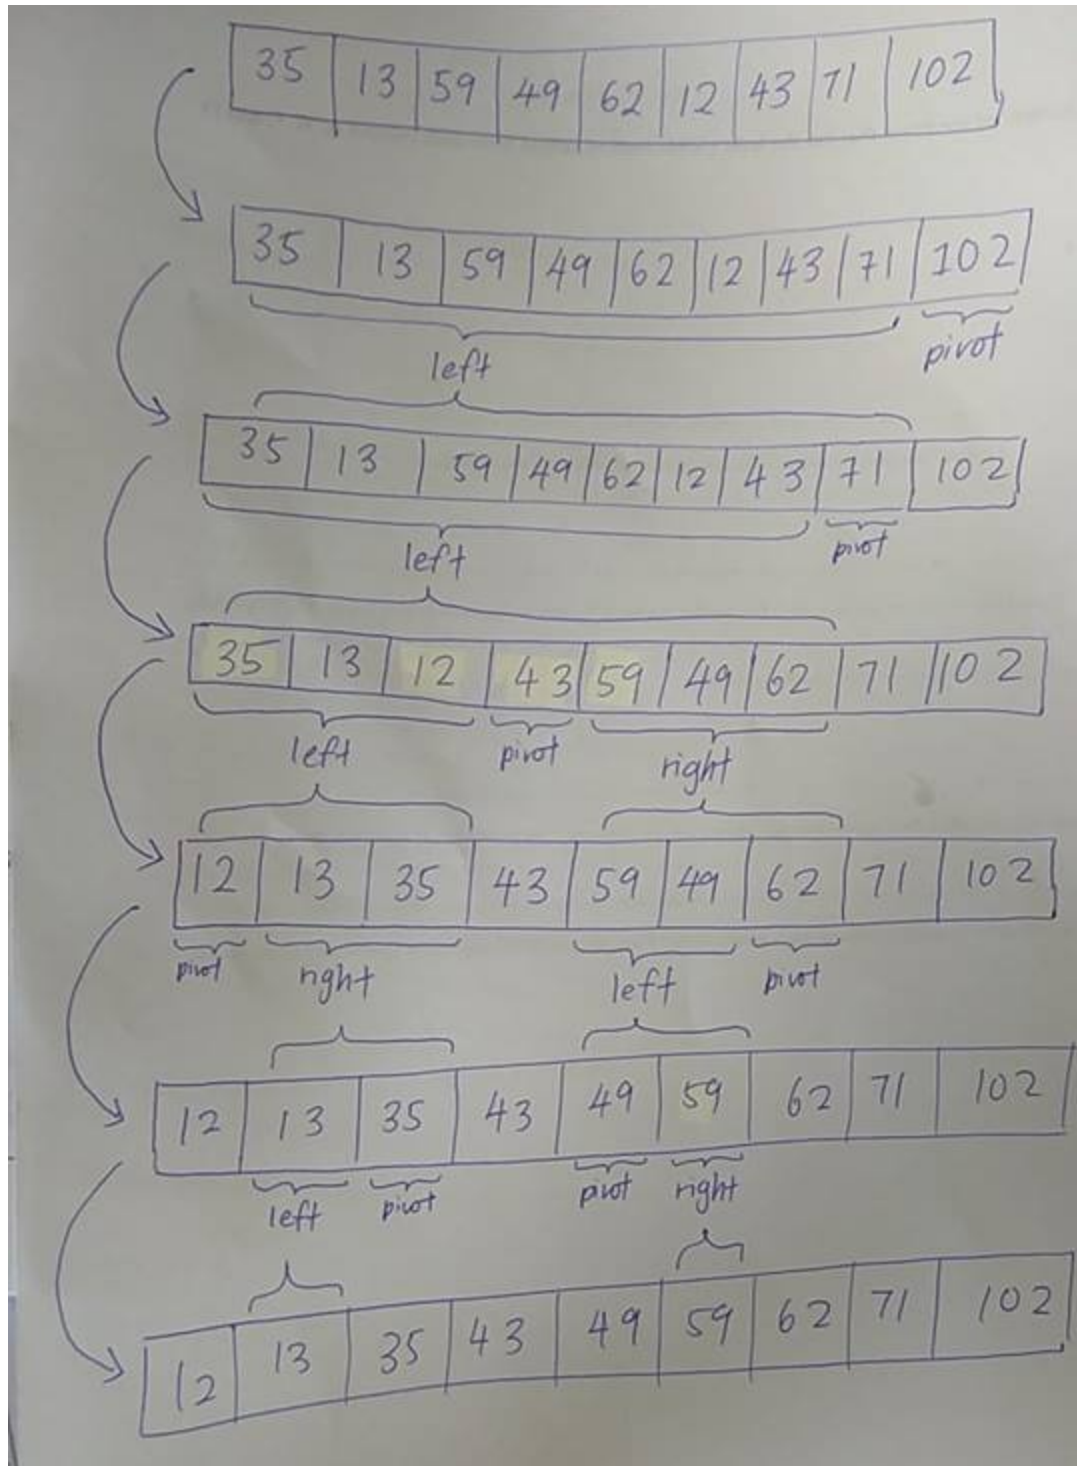 35 13 59 49 62 12 43 71 102
35 13 59 49 62 12 43 71 102
left pivot
35 13 59 49 62 12 43 71 102
left pivot
35 13 12 43 59 49 62 71 102
left pivot right
12 13 35 43 59 49 62 71 102
pivot right left pivot
12 13 35 43 49 59 62 71 102
left pivot pivot right
12 13 35 43 49 59 62 71 102